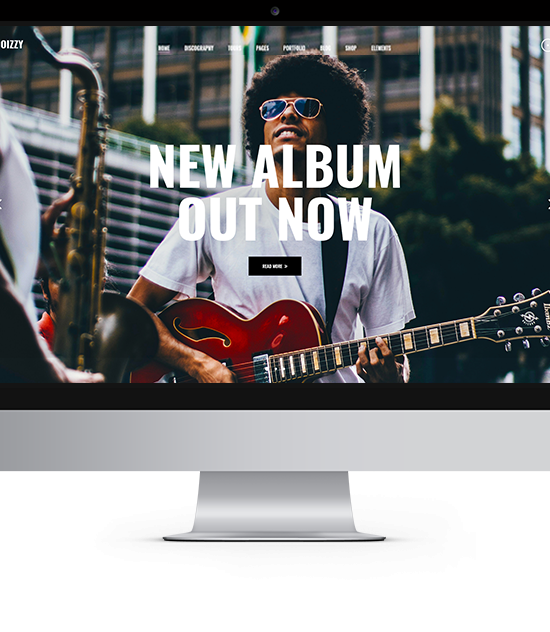 OIZZY
HOME DISCOGRAPHY TOURS PAGES PORTFOLIO BLOG SHOP ELEMENTS
NEW ALBUM
OUT NOW
READ MORE
Ibanez